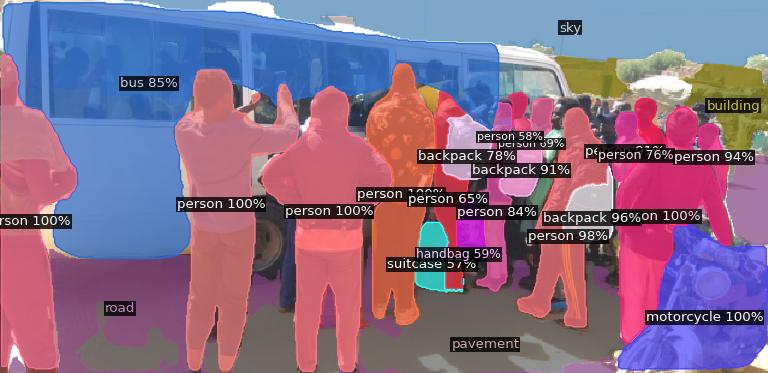 sky
bus 85%
building
person 58%
person 69%
backpack 78%
person 76%
person 94%
backpack 91%
person 100%
person 65%
rson 100%
person 100%
person 100%
person 84%
backpack 96%
on 100%
person 98%
handbag 59%
suitcase 57%
road
motorcycle 100%
pavement